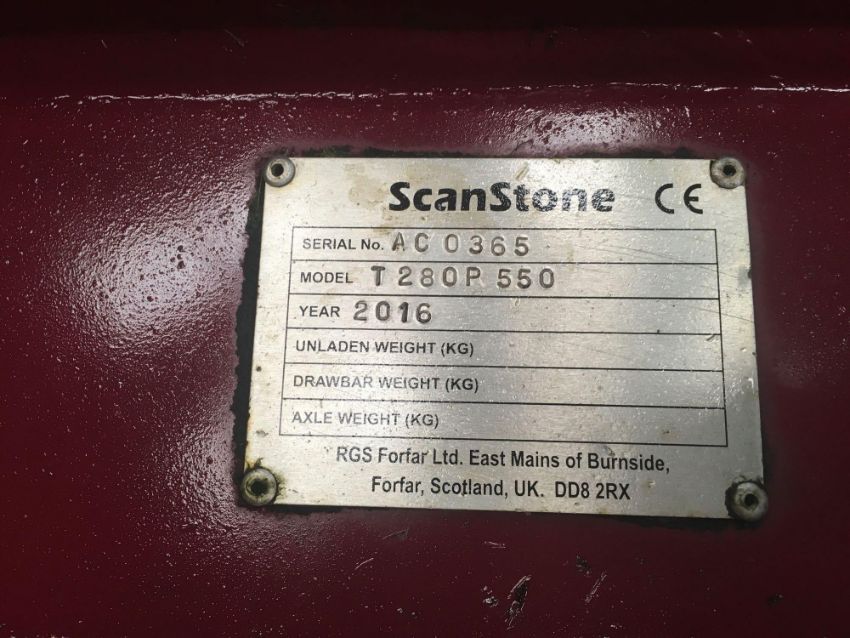 ScanStone CE
SERIAL No. AC 0365
MODEL T 280P 550
YEAR 2016
UNLADEN WEIGHT (KG)
DRAWBAR WEIGHT (KG)
AXLE WEIGHT (KG)
RGS Forfar Ltd. East Mains of Burnside,
Forfar, Scotland, UK. DD8 2RX